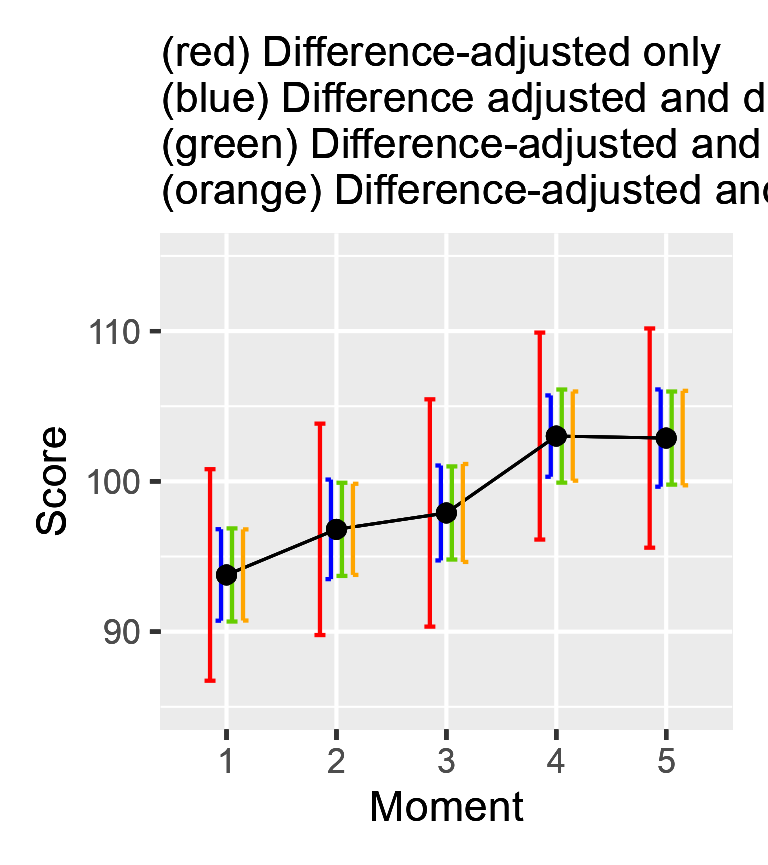 (red) Difference-adjusted only
(blue) Difference adjusted and d
(green) Difference-adjusted and
(orange) Difference-adjusted and
110
100
90
Score
1 2 3 4 5
Moment